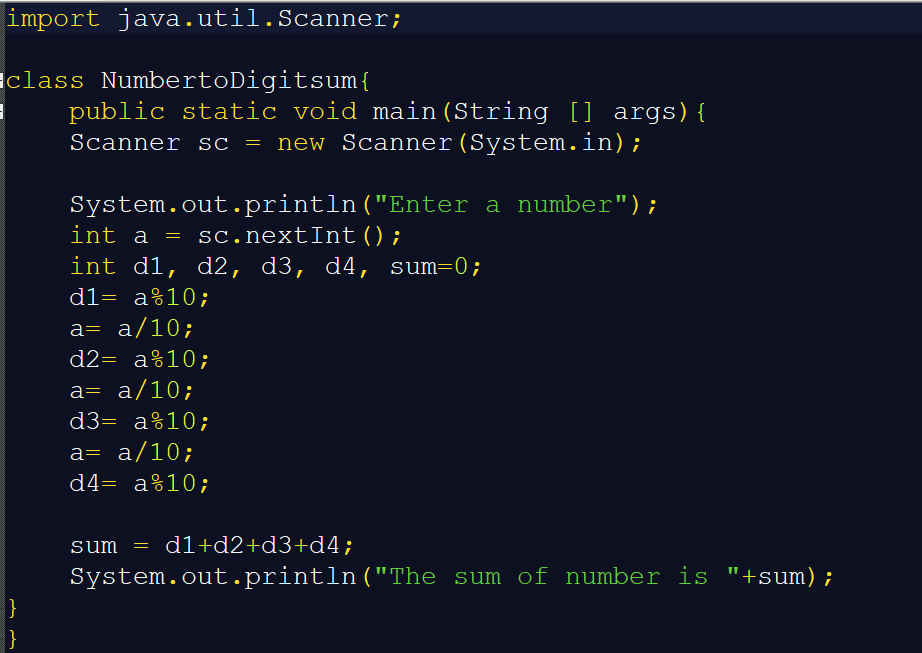 import java.util.Scanner;
class NumbertoDigitsum{
public static void main(String [] args){
Scanner sc = new Scanner(System.in);
System.out.println("Enter a number");
int a = sc.nextInt();
int d1, d2, d3, d4, sum=0;
d1= a%10;
a= a/10;
d2= a%10;
a= a/10;
d3= a%10;
a= a/10;
d4= a%10;
sum = d1+d2+d3+d4;
System.out.println("The sum of number is "+sum);
}
}